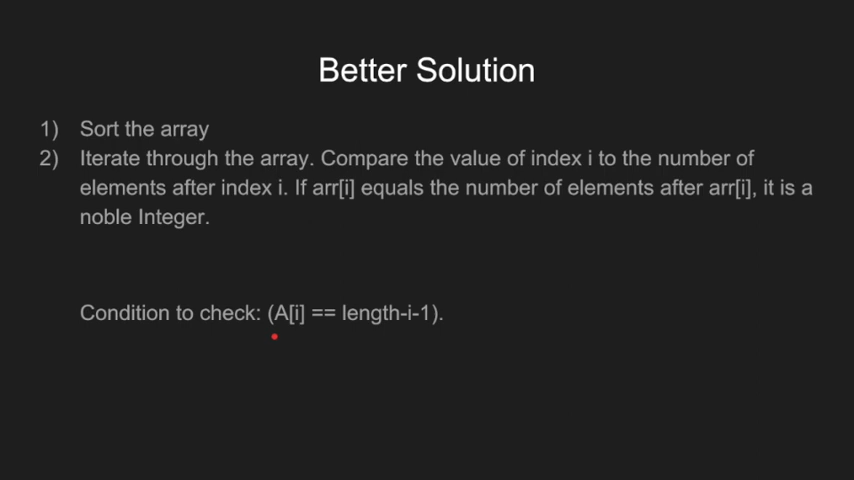 Better Solution
1) Sort the array
2) Iterate through the array. Compare the value of index i to the number of
elements after index i. If arr[i] equals the number of elements after arr[i], it is a
noble Integer.
Condition to check: (A[i] == length-i-1).